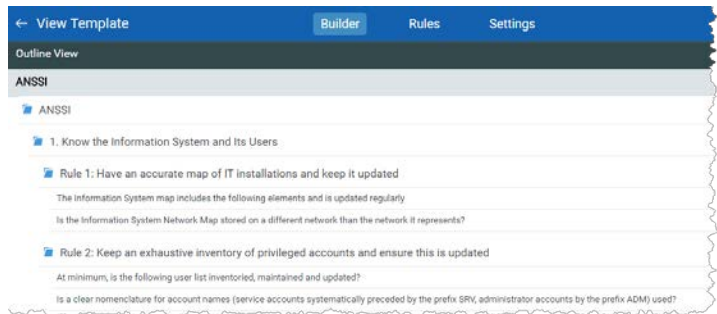 ← View Template Builder Rules Settings
Outline View
ANSSI
ANSSI
1. Know the Information System and Its Users
Rule 1: Have an accurate map of IT installations and keep it updated
The Information System map includes the following elements and is updated regularly
Is the Information System Network Map stored on a different network than the network it represents?
Rule 2: Keep an exhaustive inventory of privileged accounts and ensure this is updated
At minimum, is the following user list inventoried, maintained and updated?
Is a clear nomenclature for account names (service accounts systematically preceded by the prefix SRV, administrator accounts by the prefix ADM) used?